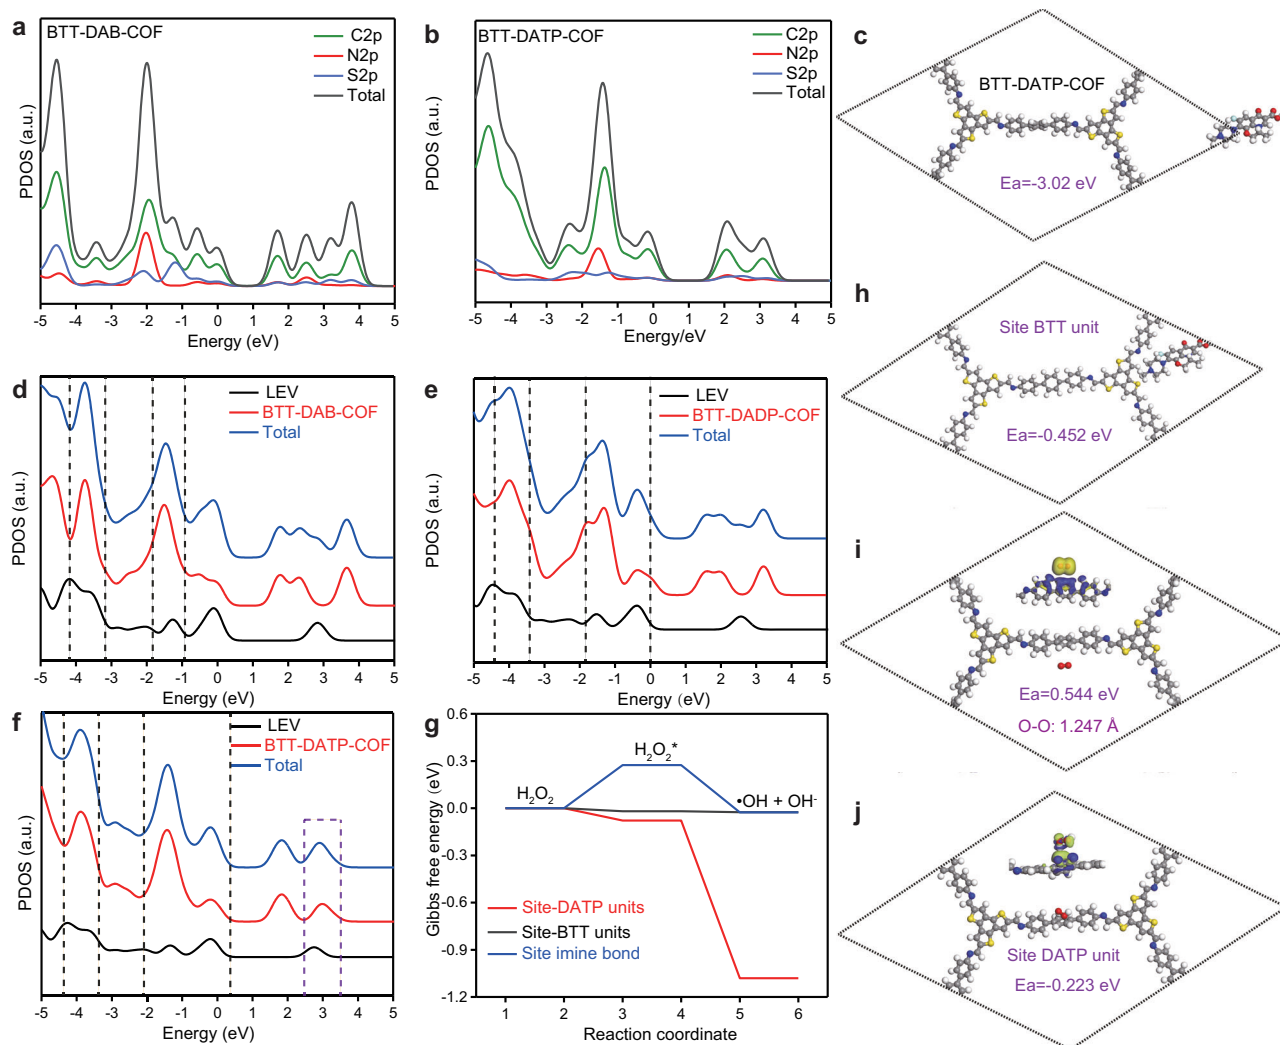 a
BTT-DAB-COF
C2p
N2p
S2p
Total
PDOS (a.u.)
-5 -4 -3 -2 -1 0 1 2 3 4 5
Energy (eV)
b
BTT-DATP-COF
C2p
N2p
S2p
Total
PDOS (a.u.)
-5 -4 -3 -2 -1 0 1 2 3 4 5
Energy/eV
c
BTT-DATP-COF
Ea=-3.02 eV
d
LEV
BTT-DAB-COF
Total
PDOS (a.u.)
-5 -4 -3 -2 -1 0 1 2 3 4 5
Energy (eV)
e
LEV
BTT-DADP-COF
Total
PDOS (a.u.)
-5 -4 -3 -2 -1 0 1 2 3 4 5
Energy (eV)
h
Site BTT unit
Ea=-0.452 eV
f
LEV
BTT-DATP-COF
Total
PDOS (a.u.)
-5 -4 -3 -2 -1 0 1 2 3 4 5
Energy (eV)
g
Gibbs free energy (eV)
0.6
0.3
0.0
-0.3
-0.6
-0.9
-1.2
H₂O₂
H₂O₂*
•OH + OH⁻
Site-DATP units
Site-BTT units
Site imine bond
1 2 3 4 5 6
Reaction coordinate
i
Ea=0.544 eV
O-O: 1.247 Å
j
Site DATP unit
Ea=-0.223 eV